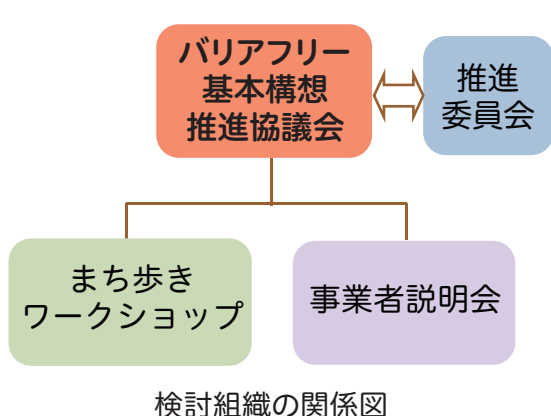 バリアフリー
基本構想
推進協議会
推進
委員会
まち歩き
ワークショップ
事業者説明会
検討組織の関係図